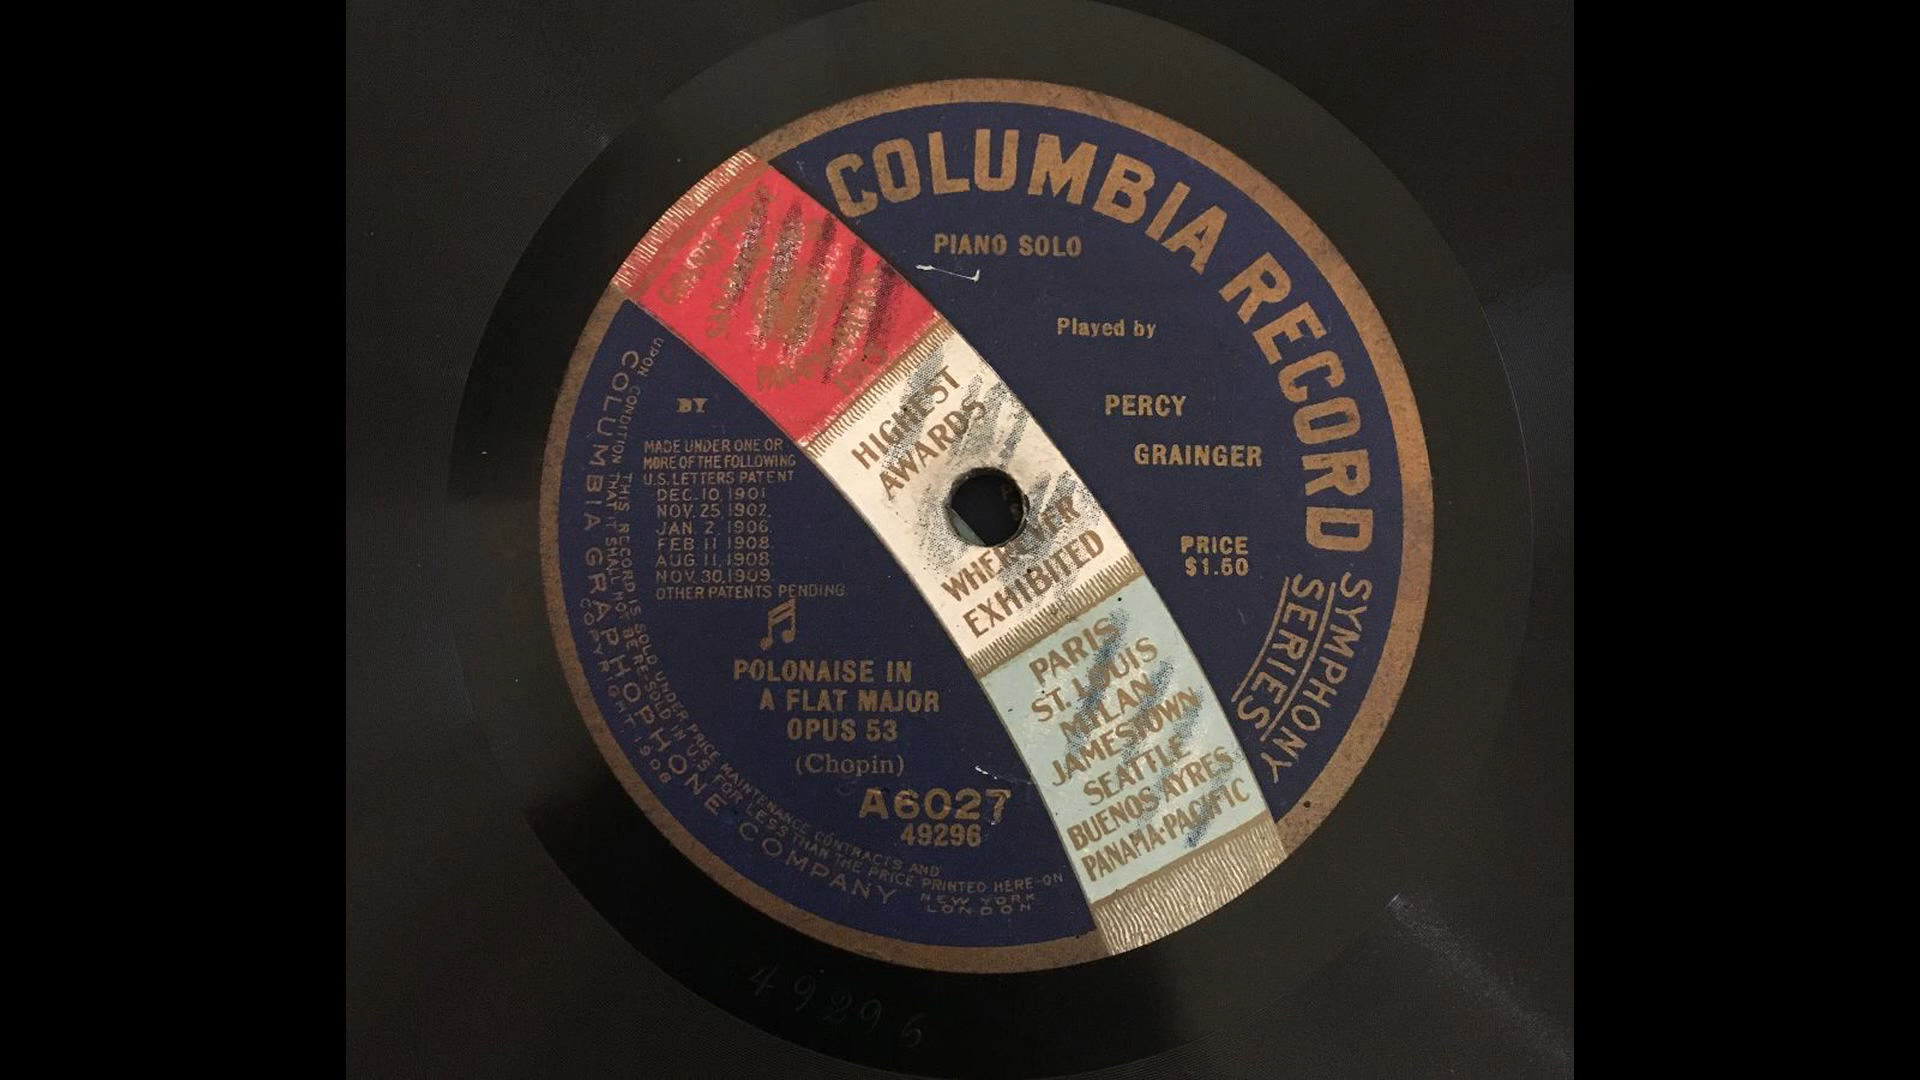 COLUMBIA RECORD
SYMPHONY
SERIES
PIANO SOLO
Played by
PERCY
GRAINGER
PRICE
$1.50
GRAND
HIGHEST
AWARDS
WHEREVER
EXHIBITED
PARIS
ST. LOUIS
MILAN
JAMESTOWN
SEATTLE
BUENOS AYRES
PANAMA-PACIFIC
BY
MADE UNDER ONE OR
MORE OF THE FOLLOWING
U.S. LETTERS PATENT
DEC. 10, 1901
NOV. 25, 1902,
JAN. 2, 1906,
FEB 11 1908,
AUG 11, 1908,
NOV. 30, 1909.
OTHER PATENTS PENDING.
POLONAISE IN
A FLAT MAJOR
OPUS 53
(Chopin)
A6027
49296
UPON CONDITION THAT IT SHALL NOT BE RE-SOLD IN U.S. FOR LESS THAN THE PRICE PRINTED HERE-ON
THIS RECORD IS SOLD UNDER PRICE MAINTENANCE CONTRACTS AND
COLUMBIA GRAPHOPHONE COMPANY
NEW YORK
LONDON
COPYRIGHT 1908
49296